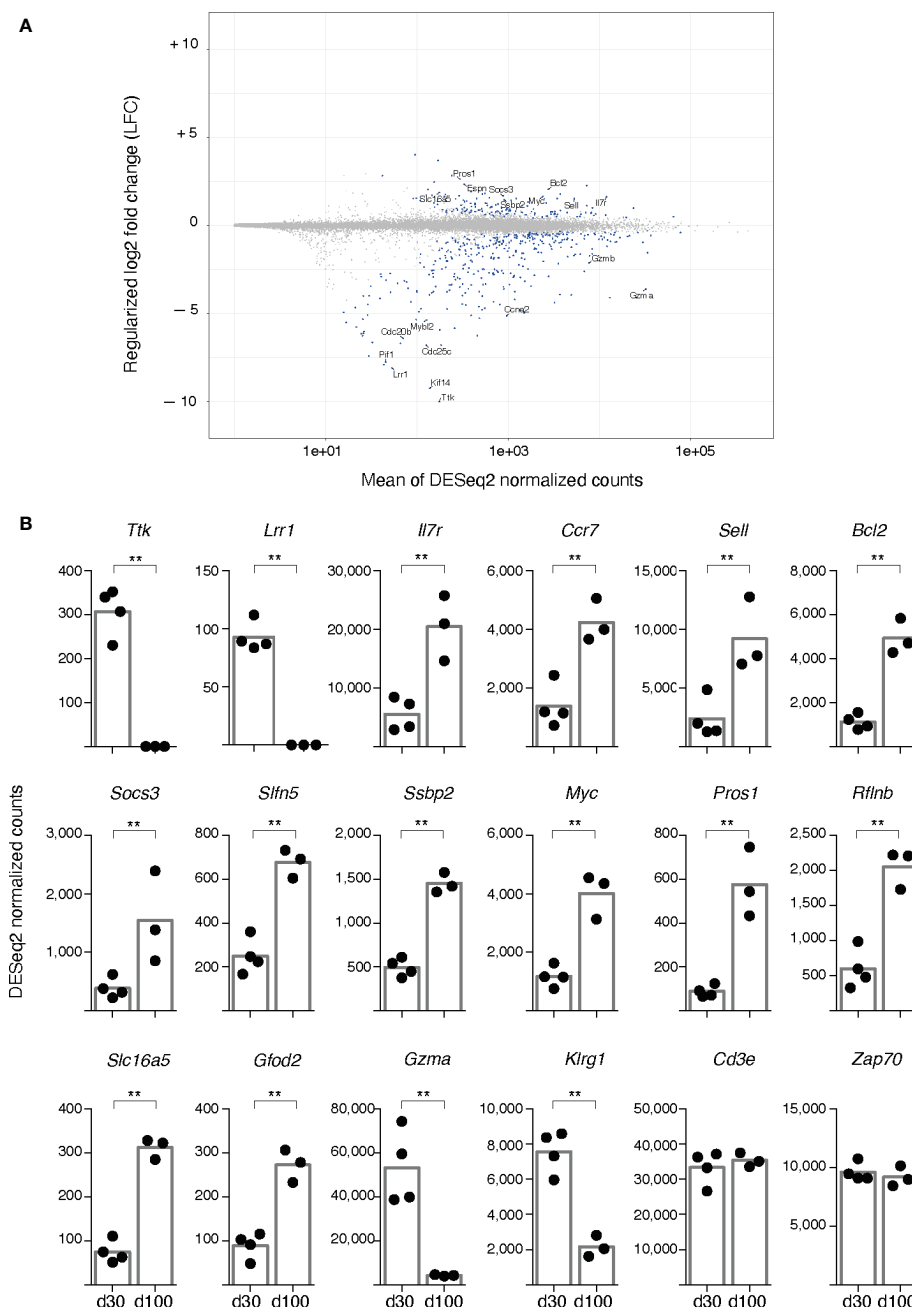 A
Regularized log2 fold change (LFC)
+ 10
+ 5
0
— 5
— 10
Pros1
Espn
Socs3
Bcl2
Slc16a5
Ssbp2
Myc
Sell
Il7r
Gzmb
Gzma
Ccna2
Mybl2
Cdc20b
Cdc25c
Pif1
Lrr1
Kif14
Ttk
1e+01 1e+03 1e+05
Mean of DESeq2 normalized counts
B
DESeq2 normalized counts
Ttk Lrr1 Il7r Ccr7 Sell Bcl2
** ** ** ** ** **
400 150 30,000 6,000 15,000 8,000
300 100 20,000 4,000 10,000 6,000
200 50 10,000 2,000 5,000 4,000
100 2,000
Socs3 Slfn5 Ssbp2 Myc Pros1 Rflnb
** ** ** ** ** **
3,000 800 2,000 6,000 800 2,500
2,000 600 1,500 4,000 600 2,000
1,000 400 1,000 2,000 400 1,500
200 500 200 1,000
500
Slc16a5 Gfod2 Gzma Klrg1 Cd3e Zap70
** ** ** **
400 400 80,000 10,000 50,000 15,000
300 300 60,000 8,000 40,000 10,000
200 200 40,000 6,000 30,000 5,000
100 100 20,000 4,000 20,000
2,000 10,000
d30 d100 d30 d100 d30 d100 d30 d100 d30 d100 d30 d100